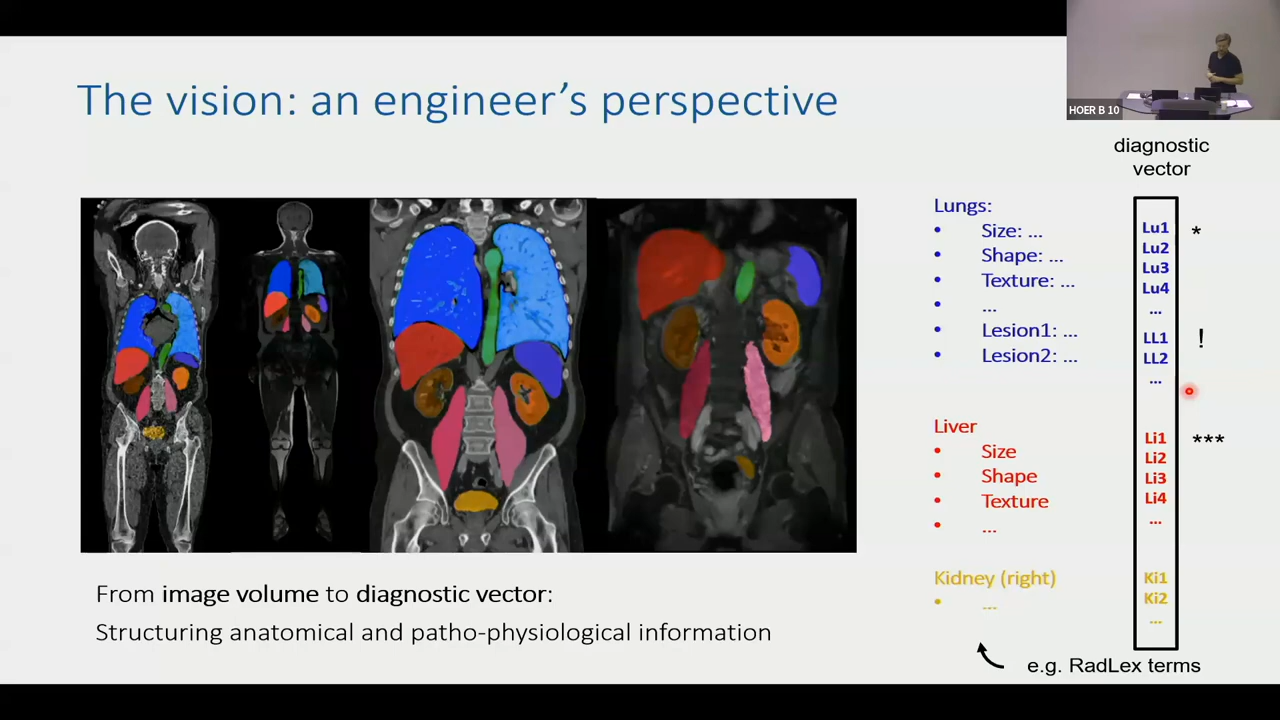 The vision: an engineer's perspective
HOER B 10
diagnostic
vector
Lungs:
• Size: ...
• Shape: ...
• Texture: ...
• ...
• Lesion1: ...
• Lesion2: ...
Liver
• Size
• Shape
• Texture
• ...
Kidney (right)
• ...
Lu1 *
Lu2
Lu3
Lu4
...
LL1 !
LL2
...
Li1 ***
Li2
Li3
Li4
...
Ki1
Ki2
...
e.g. RadLex terms
From image volume to diagnostic vector:
Structuring anatomical and patho-physiological information